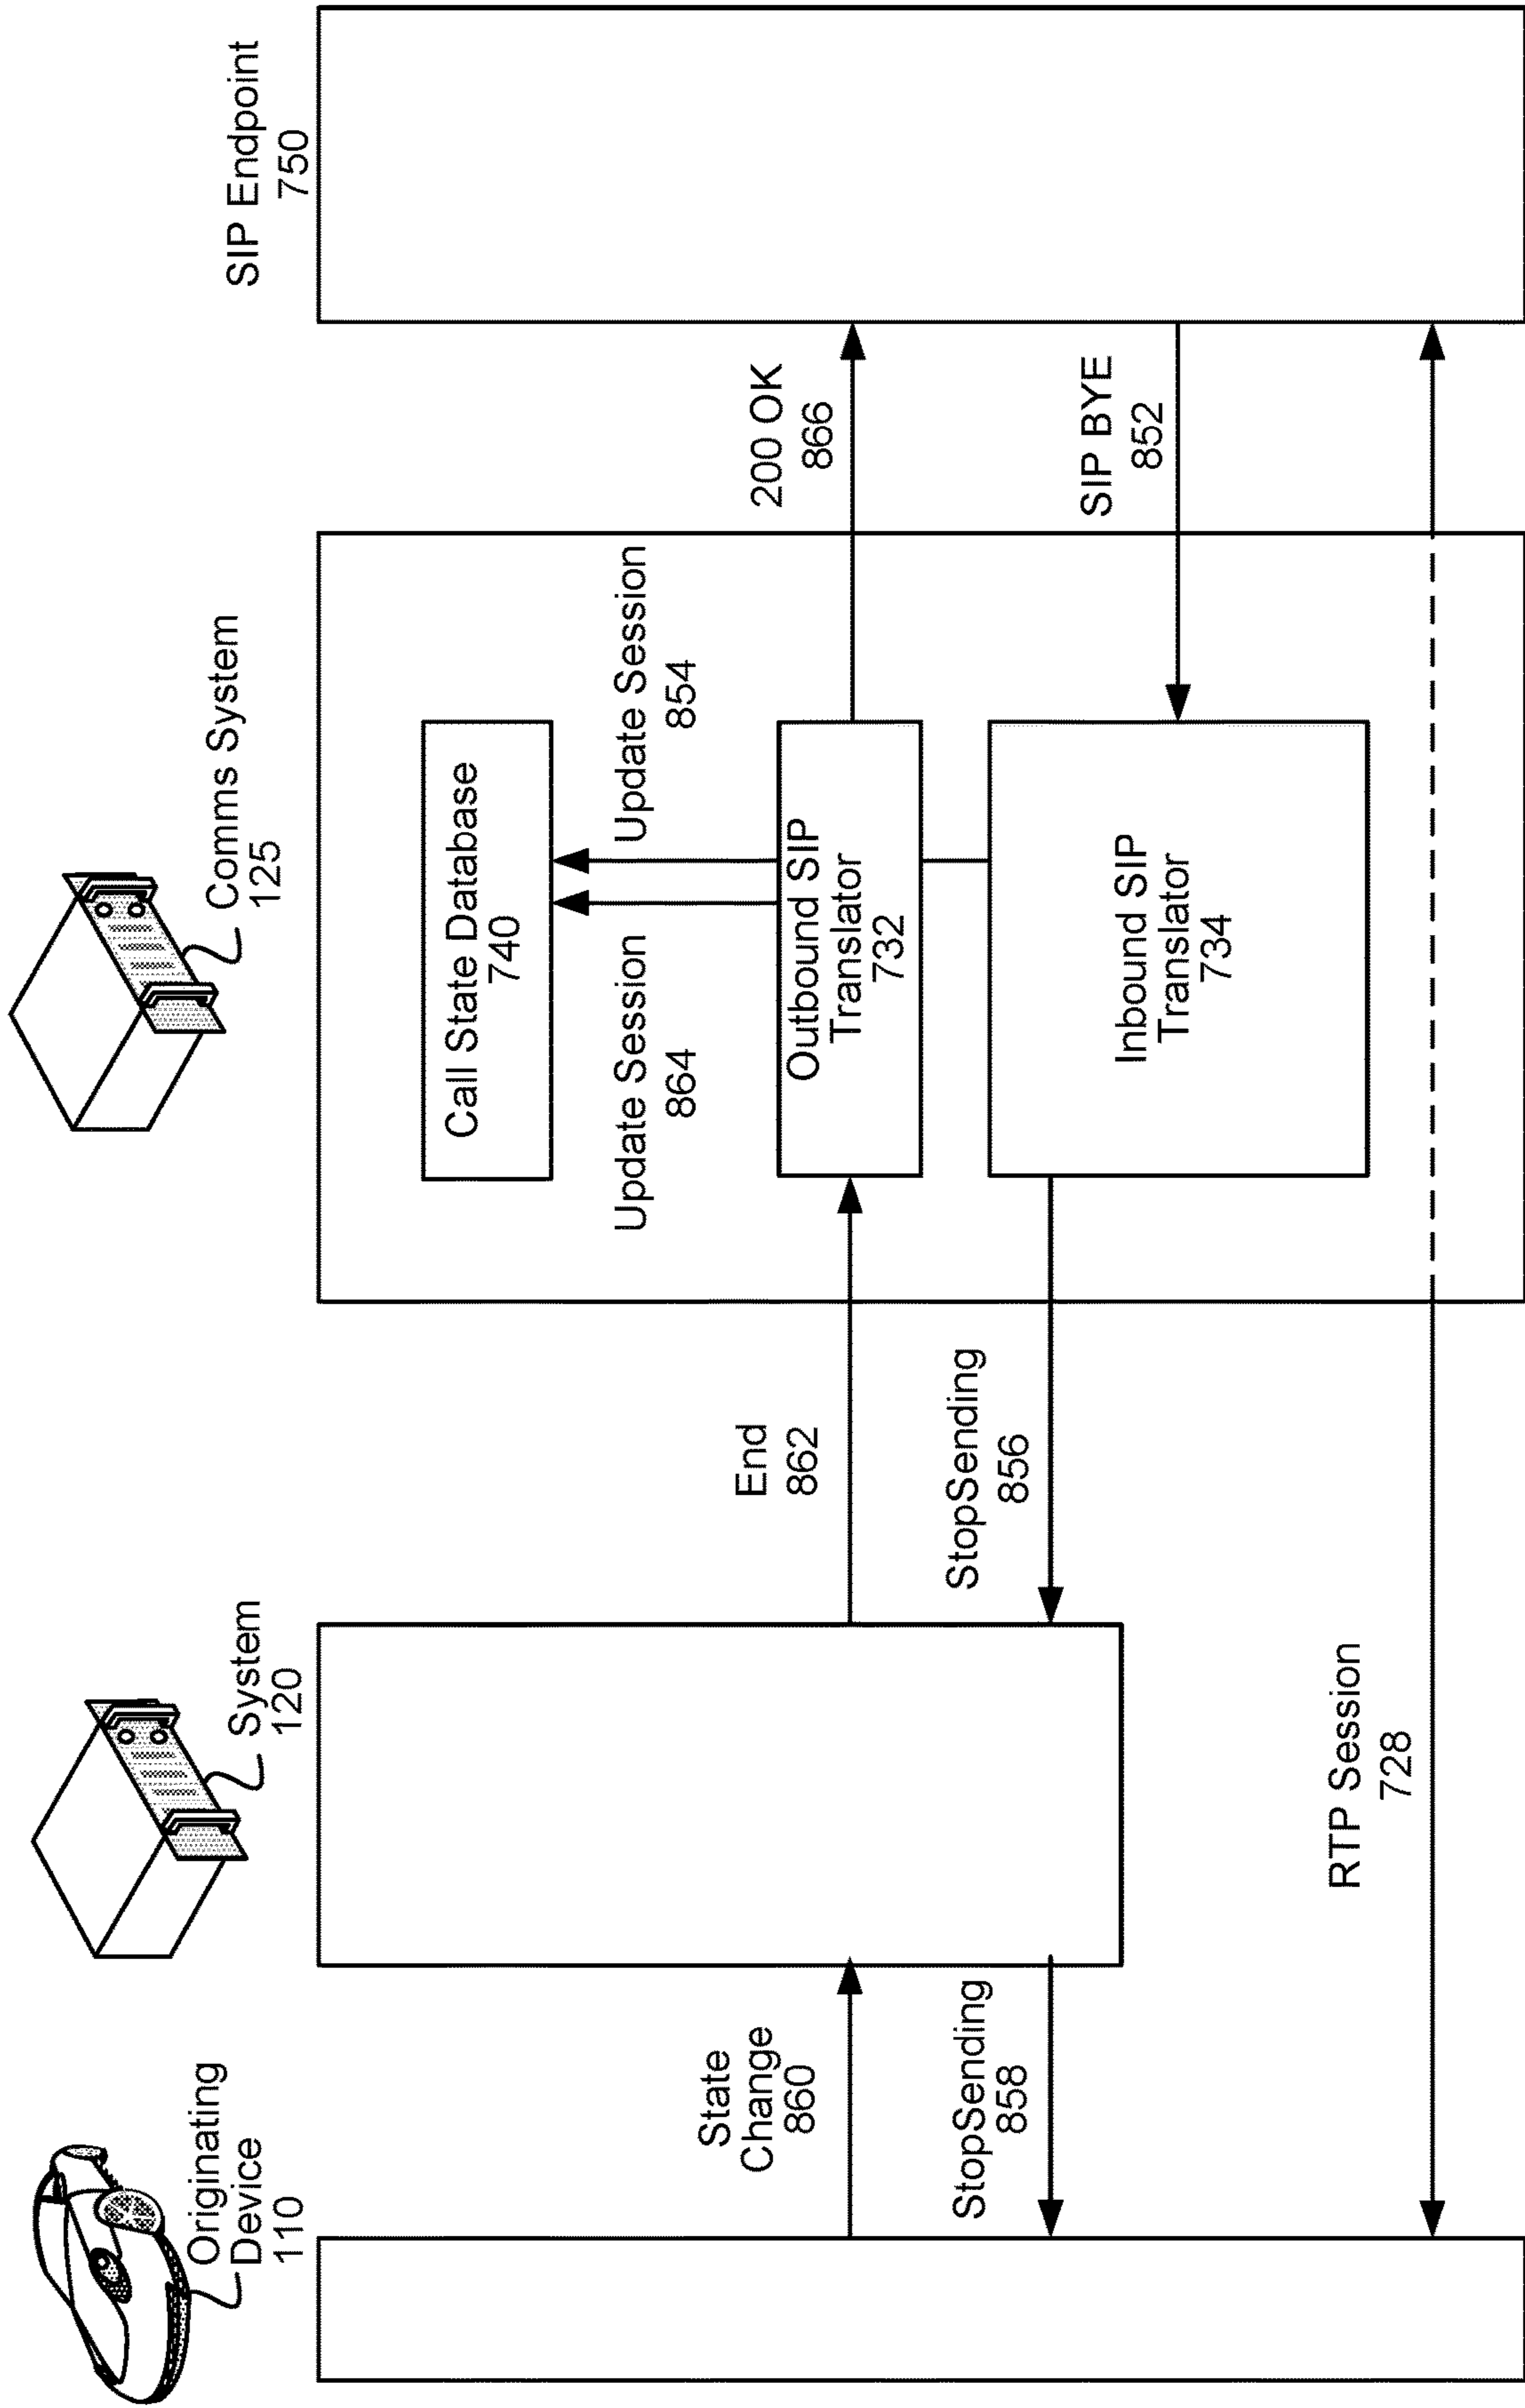 Originating
Device
110
System
120
Comms System
125
SIP Endpoint
750
Call State Database
740
Update Session
864
Update Session
854
State
Change
860
End
862
Outbound SIP
Translator
732
200 OK
866
StopSending
858
StopSending
856
Inbound SIP
Translator
734
SIP BYE
852
RTP Session
728